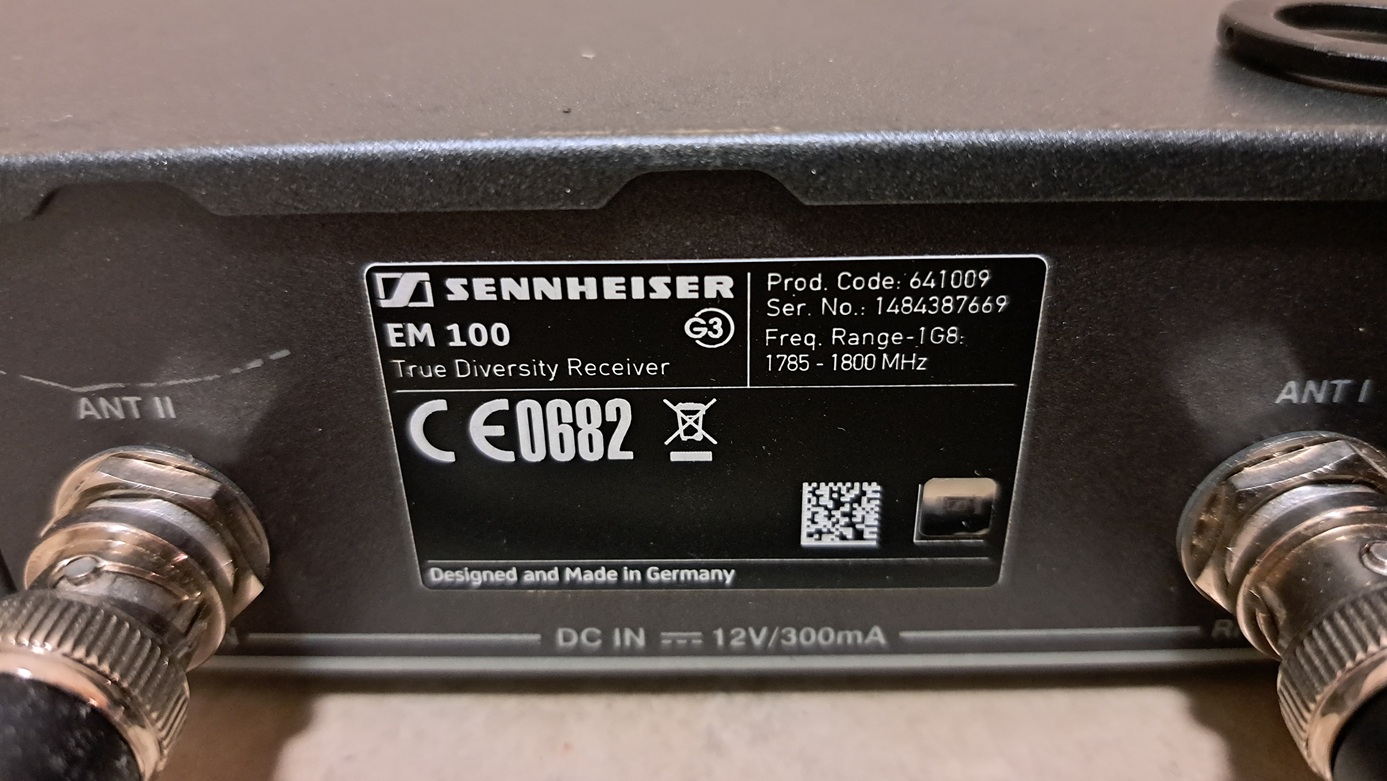 SENNHEISER
EM 100 G3
True Diversity Receiver
Prod. Code: 641009
Ser. No.: 1484387669
Freq. Range-1G8:
1785 - 1800 MHz
CE0682
Designed and Made in Germany
ANT II
ANT I
DC IN 12V/300mA